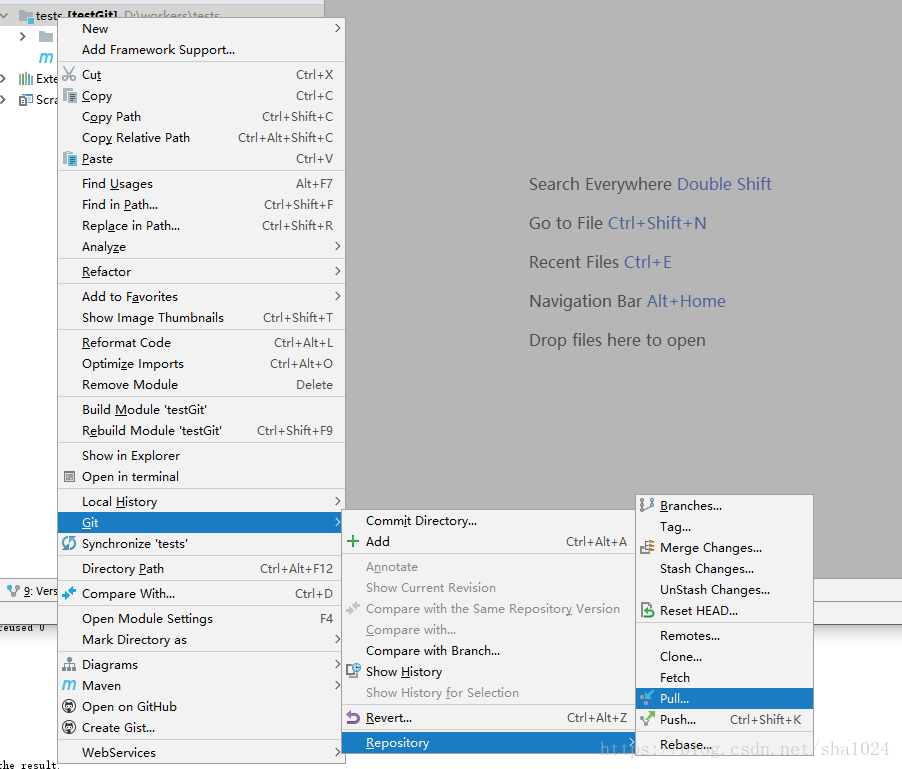 tests [testGit] D:\workers\tests
New
Add Framework Support...
Cut Ctrl+X
Copy Ctrl+C
Copy Path Ctrl+Shift+C
Copy Relative Path Ctrl+Alt+Shift+C
Paste Ctrl+V
Find Usages Alt+F7
Find in Path... Ctrl+Shift+F
Replace in Path... Ctrl+Shift+R
Analyze
Refactor
Add to Favorites
Show Image Thumbnails Ctrl+Shift+T
Reformat Code Ctrl+Alt+L
Optimize Imports Ctrl+Alt+O
Remove Module Delete
Build Module 'testGit'
Rebuild Module 'testGit' Ctrl+Shift+F9
Show in Explorer
Open in terminal
Local History
Git
Synchronize 'tests'
Directory Path Ctrl+Alt+F12
Compare With... Ctrl+D
Open Module Settings F4
Mark Directory as
Diagrams
Maven
Open on GitHub
Create Gist...
WebServices
m
Exte
Scra
9: Vers
reused 0
the result.
Search Everywhere Double Shift
Go to File Ctrl+Shift+N
Recent Files Ctrl+E
Navigation Bar Alt+Home
Drop files here to open
Commit Directory...
Add Ctrl+Alt+A
Annotate
Show Current Revision
Compare with the Same Repository Version
Compare with...
Compare with Branch...
Show History
Show History for Selection
Revert... Ctrl+Alt+Z
Repository
Branches...
Tag...
Merge Changes...
Stash Changes...
UnStash Changes...
Reset HEAD...
Remotes...
Clone...
Fetch
Pull...
Push... Ctrl+Shift+K
Rebase...
https://blog.csdn.net/sha1024